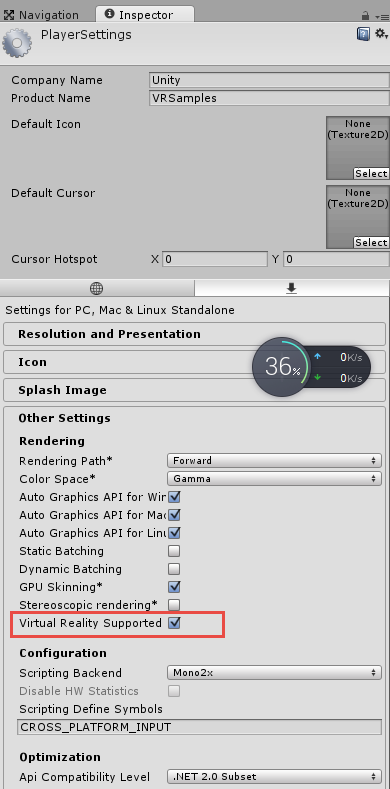 Navigation Inspector
PlayerSettings
Company Name Unity
Product Name VRSamples
Default Icon
None
(Texture2D)
Select
Default Cursor
None
(Texture2D)
Select
Cursor Hotspot X 0 Y 0
Settings for PC, Mac & Linux Standalone
Resolution and Presentation
Icon
36% 0K/s
0K/s
Splash Image
Other Settings
Rendering
Rendering Path* Forward
Color Space* Gamma
Auto Graphics API for Win
Auto Graphics API for Mac
Auto Graphics API for Linu
Static Batching
Dynamic Batching
GPU Skinning*
Stereoscopic rendering*
Virtual Reality Supported
Configuration
Scripting Backend Mono2x
Disable HW Statistics
Scripting Define Symbols
CROSS_PLATFORM_INPUT
Optimization
Api Compatibility Level .NET 2.0 Subset